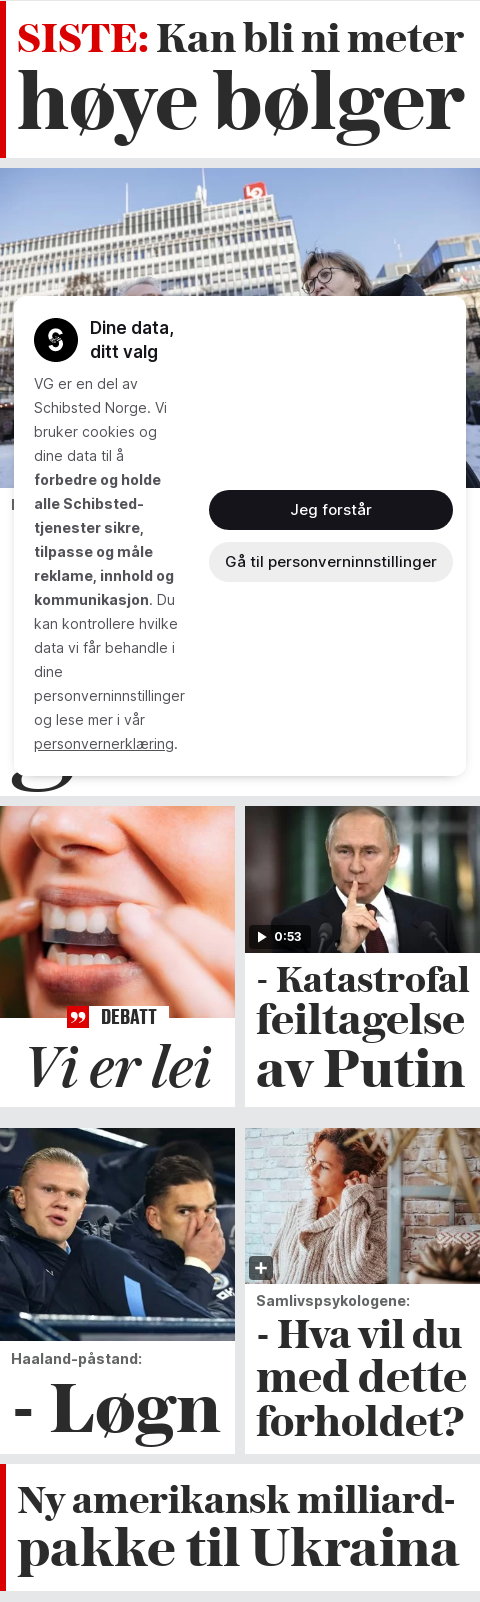 SISTE: Kan bli ni meter
høye bølger
Dine data,
ditt valg
VG er en del av
Schibsted Norge. Vi
bruker cookies og
dine data til å
forbedre og holde
alle Schibsted-
tjenester sikre,
tilpasse og måle
reklame, innhold og
kommunikasjon. Du
kan kontrollere hvilke
data vi får behandle i
dine
personverninnstillinger
og lese mer i vår
personvernerklæring.
Jeg forstår
Gå til personverninnstillinger
DEBATT
Vi er lei
0:53
- Katastrofal
feiltagelse
av Putin
Haaland-påstand:
- Løgn
Samlivspsykologene:
- Hva vil du
med dette
forholdet?
Ny amerikansk milliard-
pakke til Ukraina